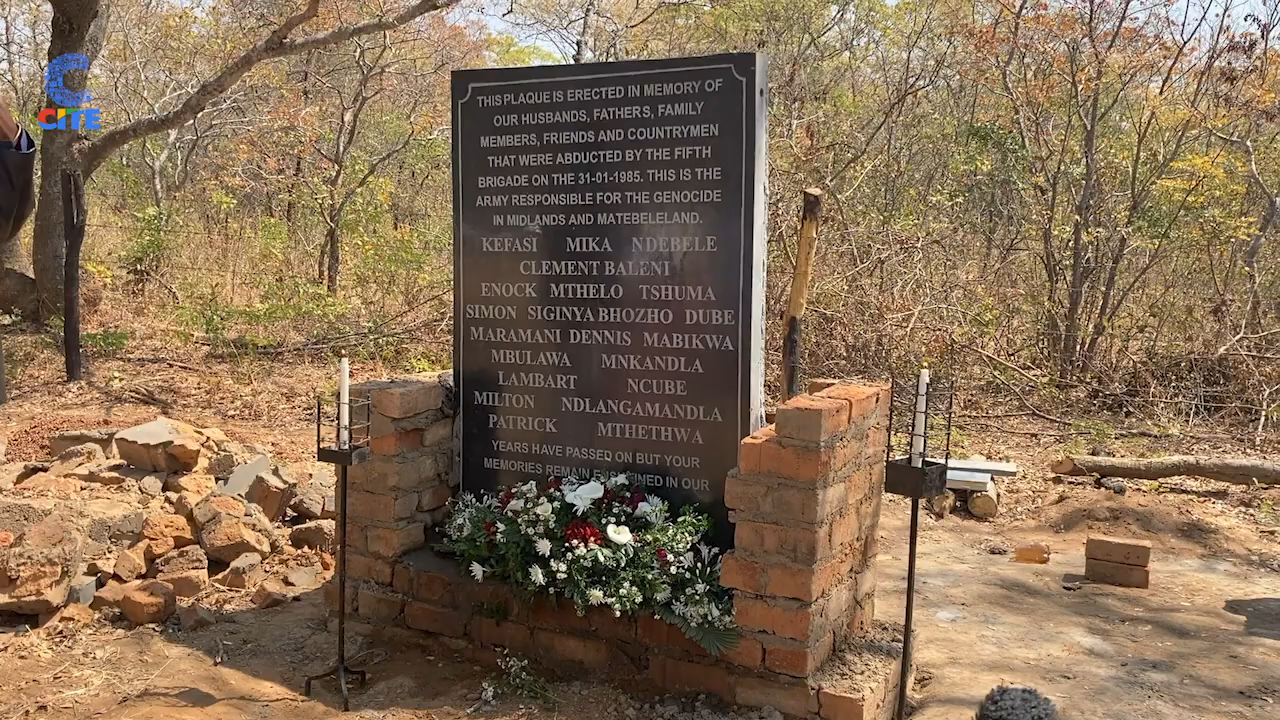 CITE
THIS PLAQUE IS ERECTED IN MEMORY OF
OUR HUSBANDS, FATHERS, FAMILY
MEMBERS, FRIENDS AND COUNTRYMEN
THAT WERE ABDUCTED BY THE FIFTH
BRIGADE ON THE 31-01-1985. THIS IS THE
ARMY RESPONSIBLE FOR THE GENOCIDE
IN MIDLANDS AND MATEBELELAND.
KEFASI MIKA NDEBELE
CLEMENT BALENI
ENOCK MTHELO TSHUMA
SIMON SIGINYA BHOZHO DUBE
MARAMANI DENNIS MABIKWA
MBULAWA MNKANDLA
LAMBART NCUBE
MILTON NDLANGAMANDLA
PATRICK MTHETHWA
YEARS HAVE PASSED ON BUT YOUR
MEMORIES REMAIN ENSHRINED IN OUR